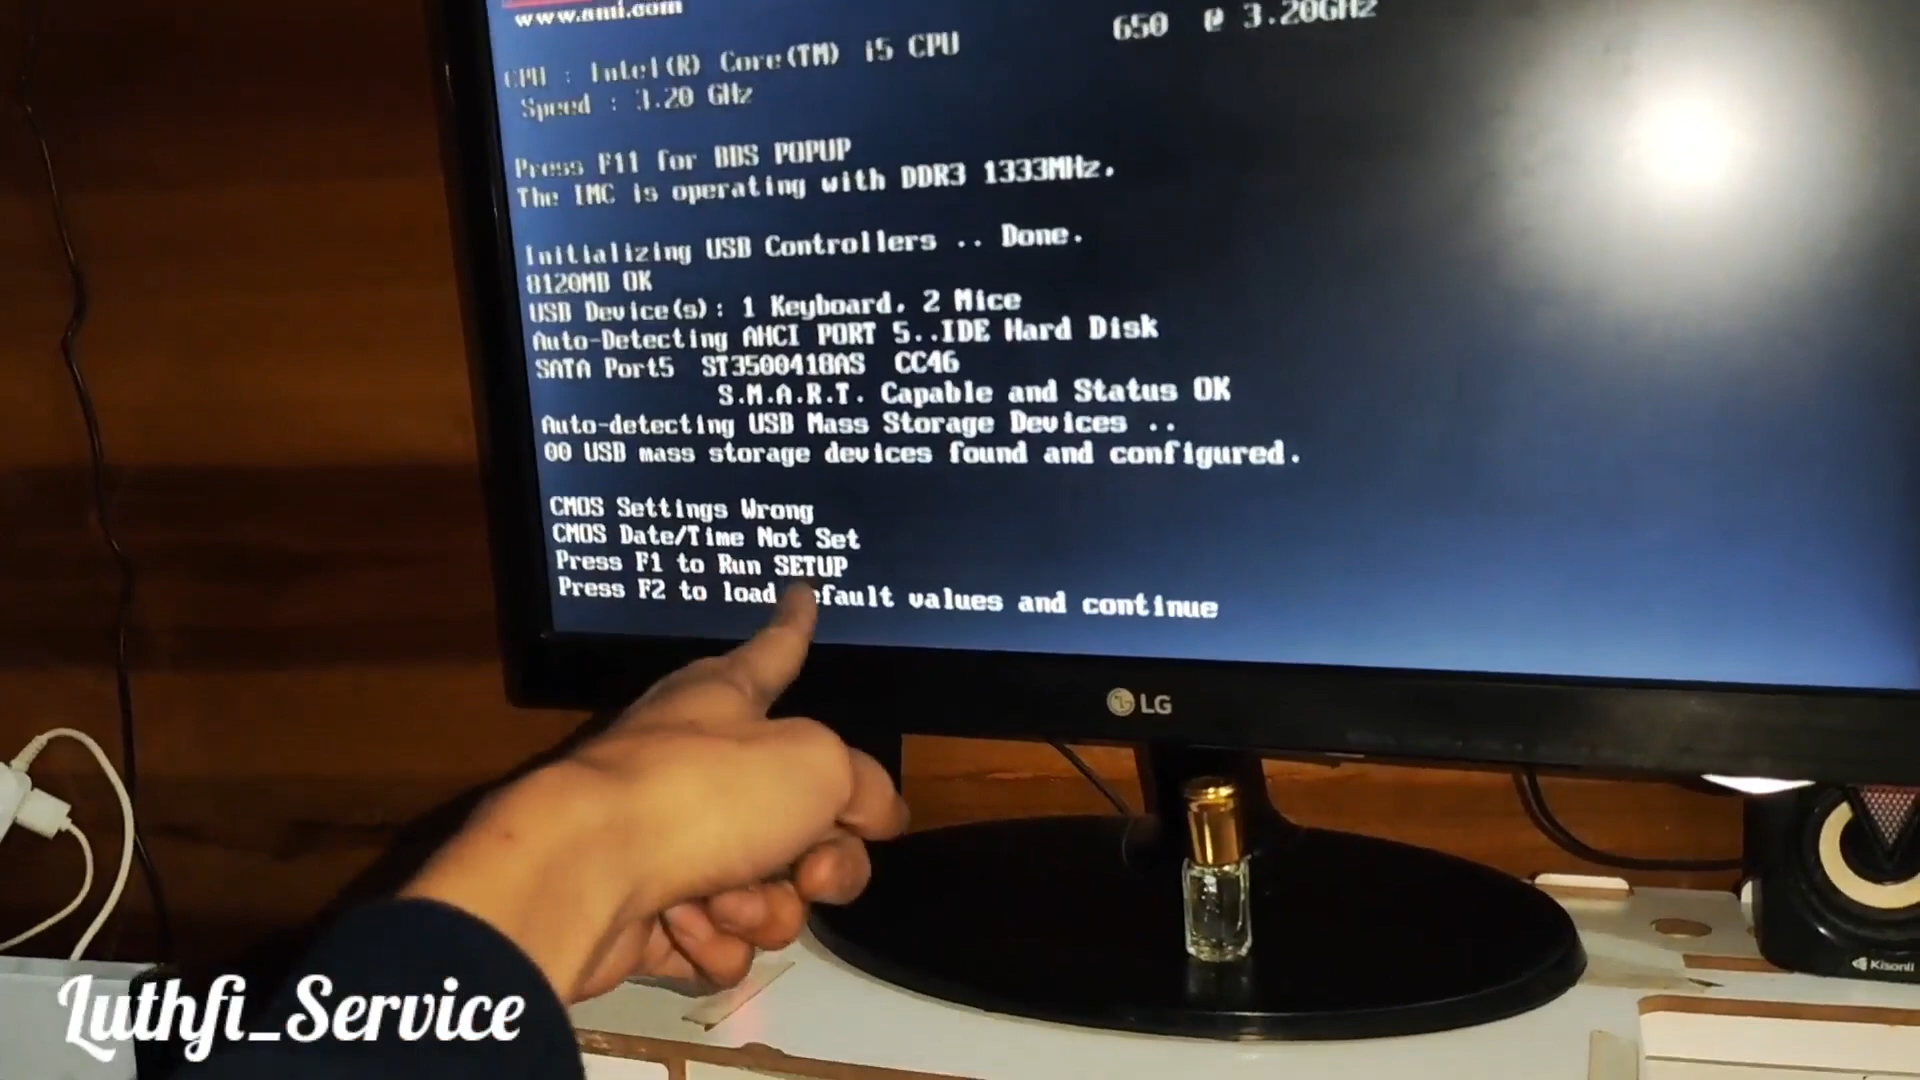 www.ami.com
CPU : Intel(R) Core(TM) i5 CPU 650 @ 3.20GHz
Speed : 3.20 GHz
Press F11 for BBS POPUP
The IMC is operating with DDR3 1333MHz.
Initializing USB Controllers .. Done.
8120MB OK
USB Device(s): 1 Keyboard, 2 Mice
Auto-Detecting AHCI PORT 5..IDE Hard Disk
SATA Port5 ST3500418AS CC46
S.M.A.R.T. Capable and Status OK
Auto-detecting USB Mass Storage Devices ..
00 USB mass storage devices found and configured.
CMOS Settings Wrong
CMOS Date/Time Not Set
Press F1 to Run SETUP
Press F2 to load efault values and continue
LG
Kisonli
Luthfi_Service